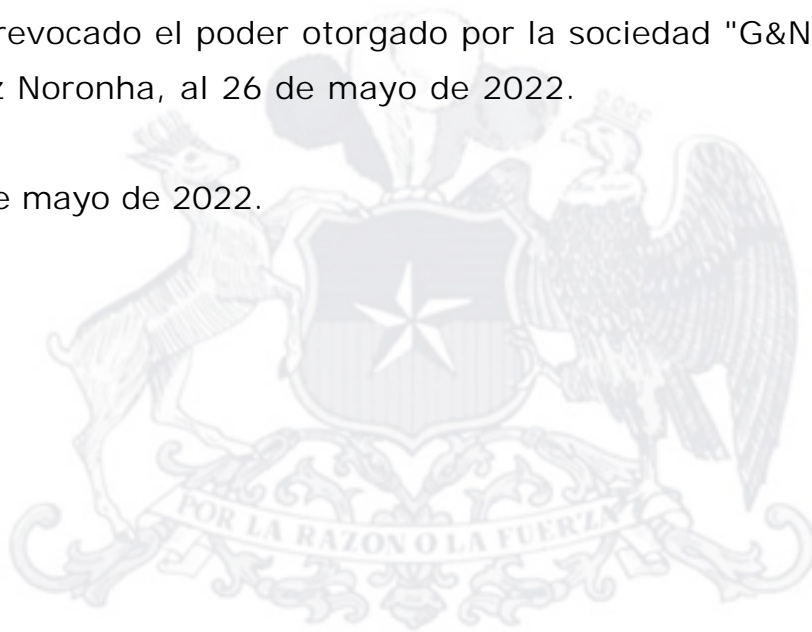 revocado el poder otorgado por la sociedad "G&N
z Noronha, al 26 de mayo de 2022.
e mayo de 2022.
POR LA RAZON O LA FUERZA